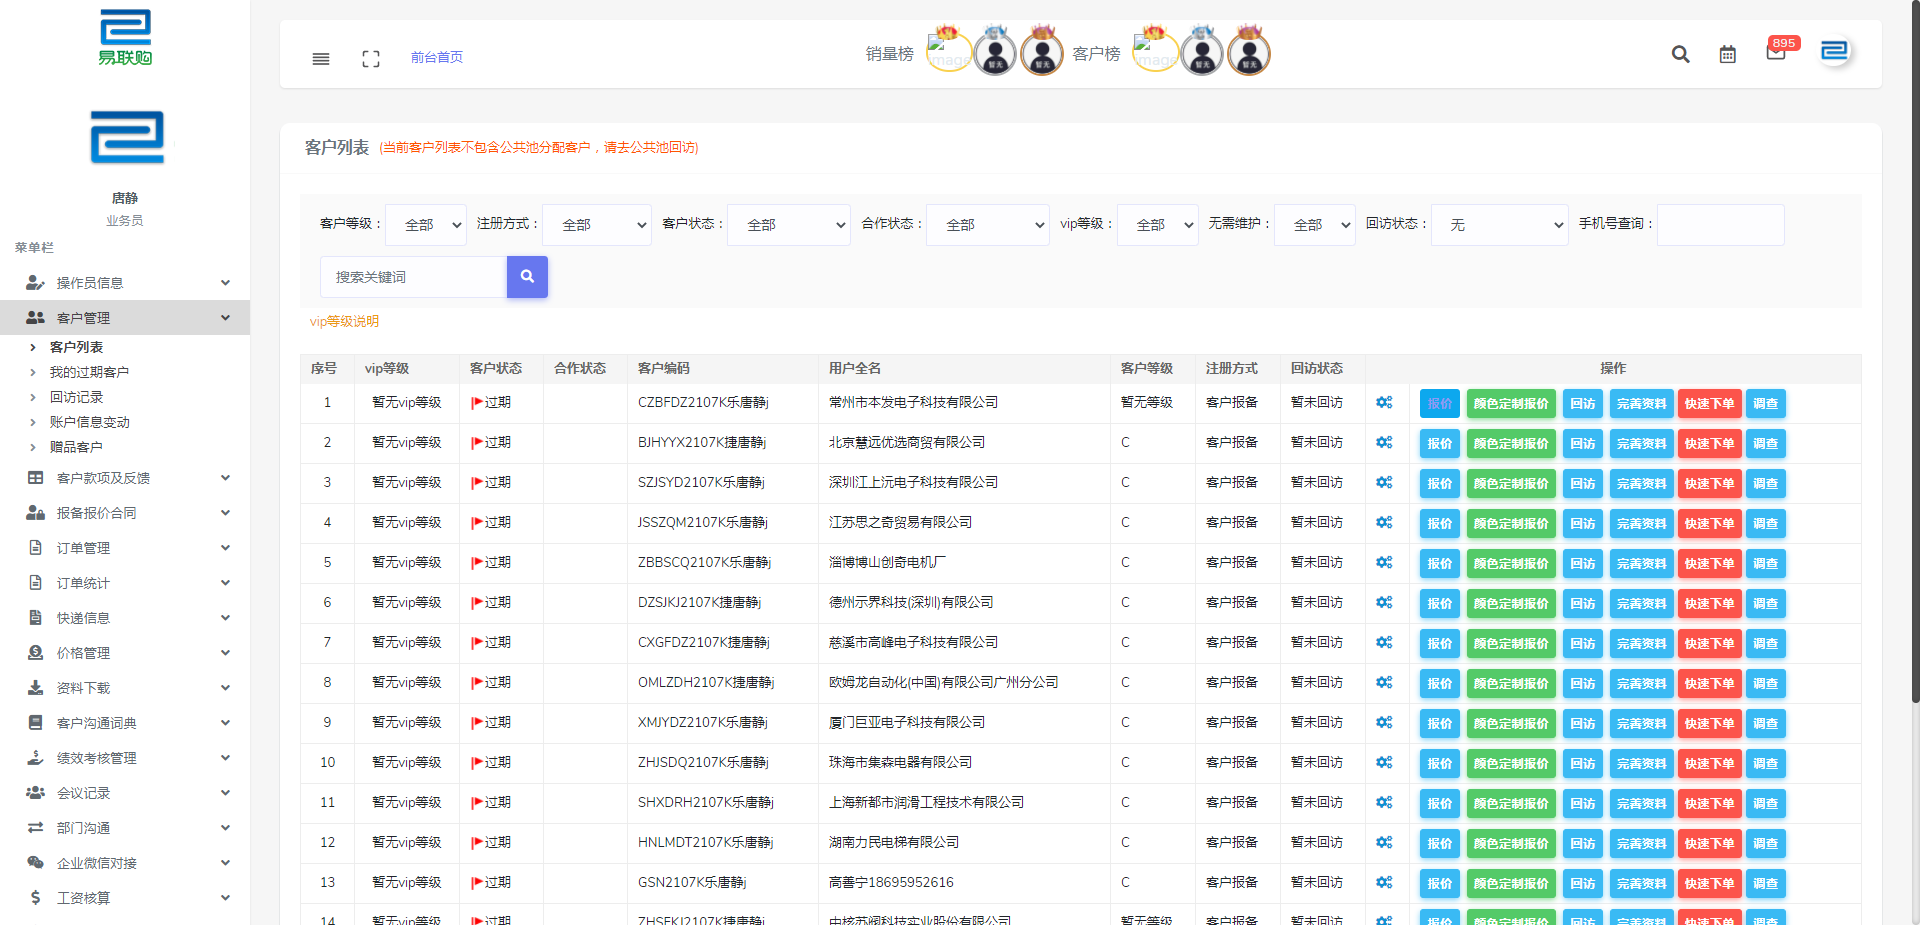 易联购
唐静
业务员
菜单栏
操作员信息
客户管理
客户列表
我的过期客户
回访记录
账户信息变动
赠品客户
客户款项及反馈
报备报价合同
订单管理
订单统计
快递信息
价格管理
资料下载
客户沟通词典
绩效考核管理
会议记录
部门沟通
企业微信对接
工资核算
前台首页 销量榜 image 暂无 暂无 客户榜 image 暂无 暂无 895
客户列表 (当前客户列表不包含公共池分配客户，请去公共池回访)
客户等级： 全部 注册方式： 全部 客户状态： 全部 合作状态： 全部 vip等级： 全部 无需维护： 全部 回访状态： 无 手机号查询：
搜索关键词
vip等级说明
序号 vip等级 客户状态 合作状态 客户编码 用户全名 客户等级 注册方式 回访状态 操作
1 暂无vip等级 过期 CZBFDZ2107K乐唐静j 常州市本发电子科技有限公司 暂无等级 客户报备 暂未回访 报价 颜色定制报价 回访 完善资料 快速下单 调查
2 暂无vip等级 过期 BJHYYX2107K捷唐静j 北京慧远优选商贸有限公司 C 客户报备 暂未回访 报价 颜色定制报价 回访 完善资料 快速下单 调查
3 暂无vip等级 过期 SZJSYD2107K乐唐静j 深圳江上沅电子科技有限公司 C 客户报备 暂未回访 报价 颜色定制报价 回访 完善资料 快速下单 调查
4 暂无vip等级 过期 JSSZQM2107K乐唐静j 江苏思之奇贸易有限公司 C 客户报备 暂未回访 报价 颜色定制报价 回访 完善资料 快速下单 调查
5 暂无vip等级 过期 ZBBSCQ2107K乐唐静j 淄博博山创奇电机厂 C 客户报备 暂未回访 报价 颜色定制报价 回访 完善资料 快速下单 调查
6 暂无vip等级 过期 DZSJKJ2107K捷唐静j 德州示界科技(深圳)有限公司 C 客户报备 暂未回访 报价 颜色定制报价 回访 完善资料 快速下单 调查
7 暂无vip等级 过期 CXGFDZ2107K捷唐静j 慈溪市高峰电子科技有限公司 C 客户报备 暂未回访 报价 颜色定制报价 回访 完善资料 快速下单 调查
8 暂无vip等级 过期 OMLZDH2107K捷唐静j 欧姆龙自动化(中国)有限公司广州分公司 C 客户报备 暂未回访 报价 颜色定制报价 回访 完善资料 快速下单 调查
9 暂无vip等级 过期 XMJYDZ2107K乐唐静j 厦门巨亚电子科技有限公司 C 客户报备 暂未回访 报价 颜色定制报价 回访 完善资料 快速下单 调查
10 暂无vip等级 过期 ZHJSDQ2107K乐唐静j 珠海市集森电器有限公司 C 客户报备 暂未回访 报价 颜色定制报价 回访 完善资料 快速下单 调查
11 暂无vip等级 过期 SHXDRH2107K乐唐静j 上海新都市润滑工程技术有限公司 C 客户报备 暂未回访 报价 颜色定制报价 回访 完善资料 快速下单 调查
12 暂无vip等级 过期 HNLMDT2107K乐唐静j 湖南力民电梯有限公司 C 客户报备 暂未回访 报价 颜色定制报价 回访 完善资料 快速下单 调查
13 暂无vip等级 过期 GSN2107K乐唐静j 高善宁18695952616 C 客户报备 暂未回访 报价 颜色定制报价 回访 完善资料 快速下单 调查
14 暂无vip等级 过期 ZHSFKJ2107K捷唐静j 中核苏阀科技实业股份有限公司 暂无等级 客户报备 暂未回访 报价 颜色定制报价 回访 完善资料 快速下单 调查